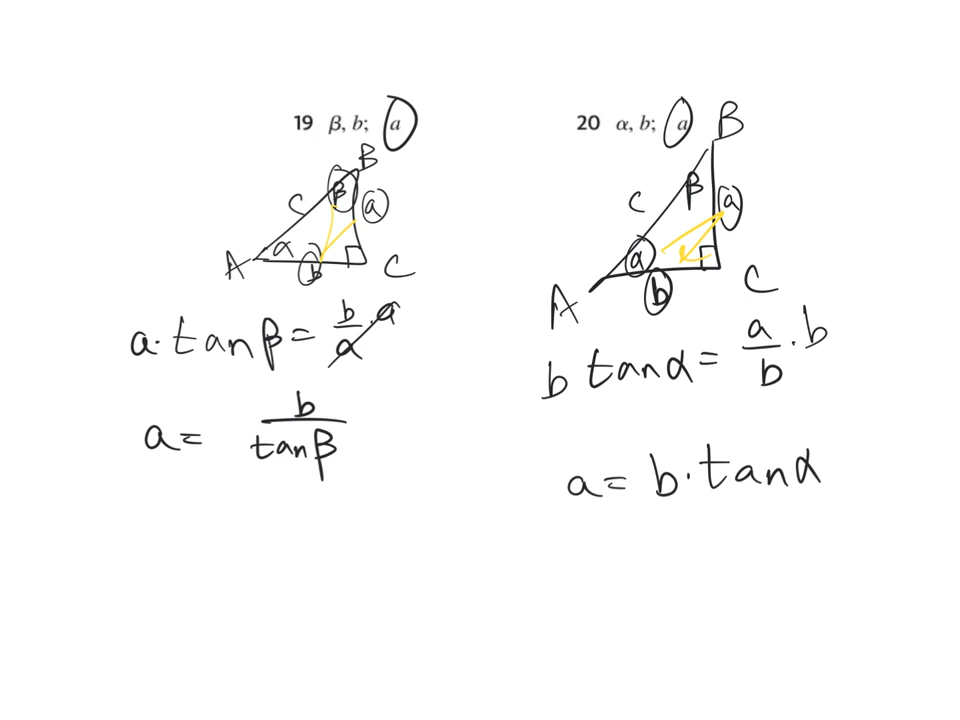 19 β, b; a
B
β
c
a
α
A
b
C
a · tan β = b/a · a
a = b/tan β
20 α, b; a
B
β
c
a
α
b
A
C
b tan α = a/b · b
a = b · tan α